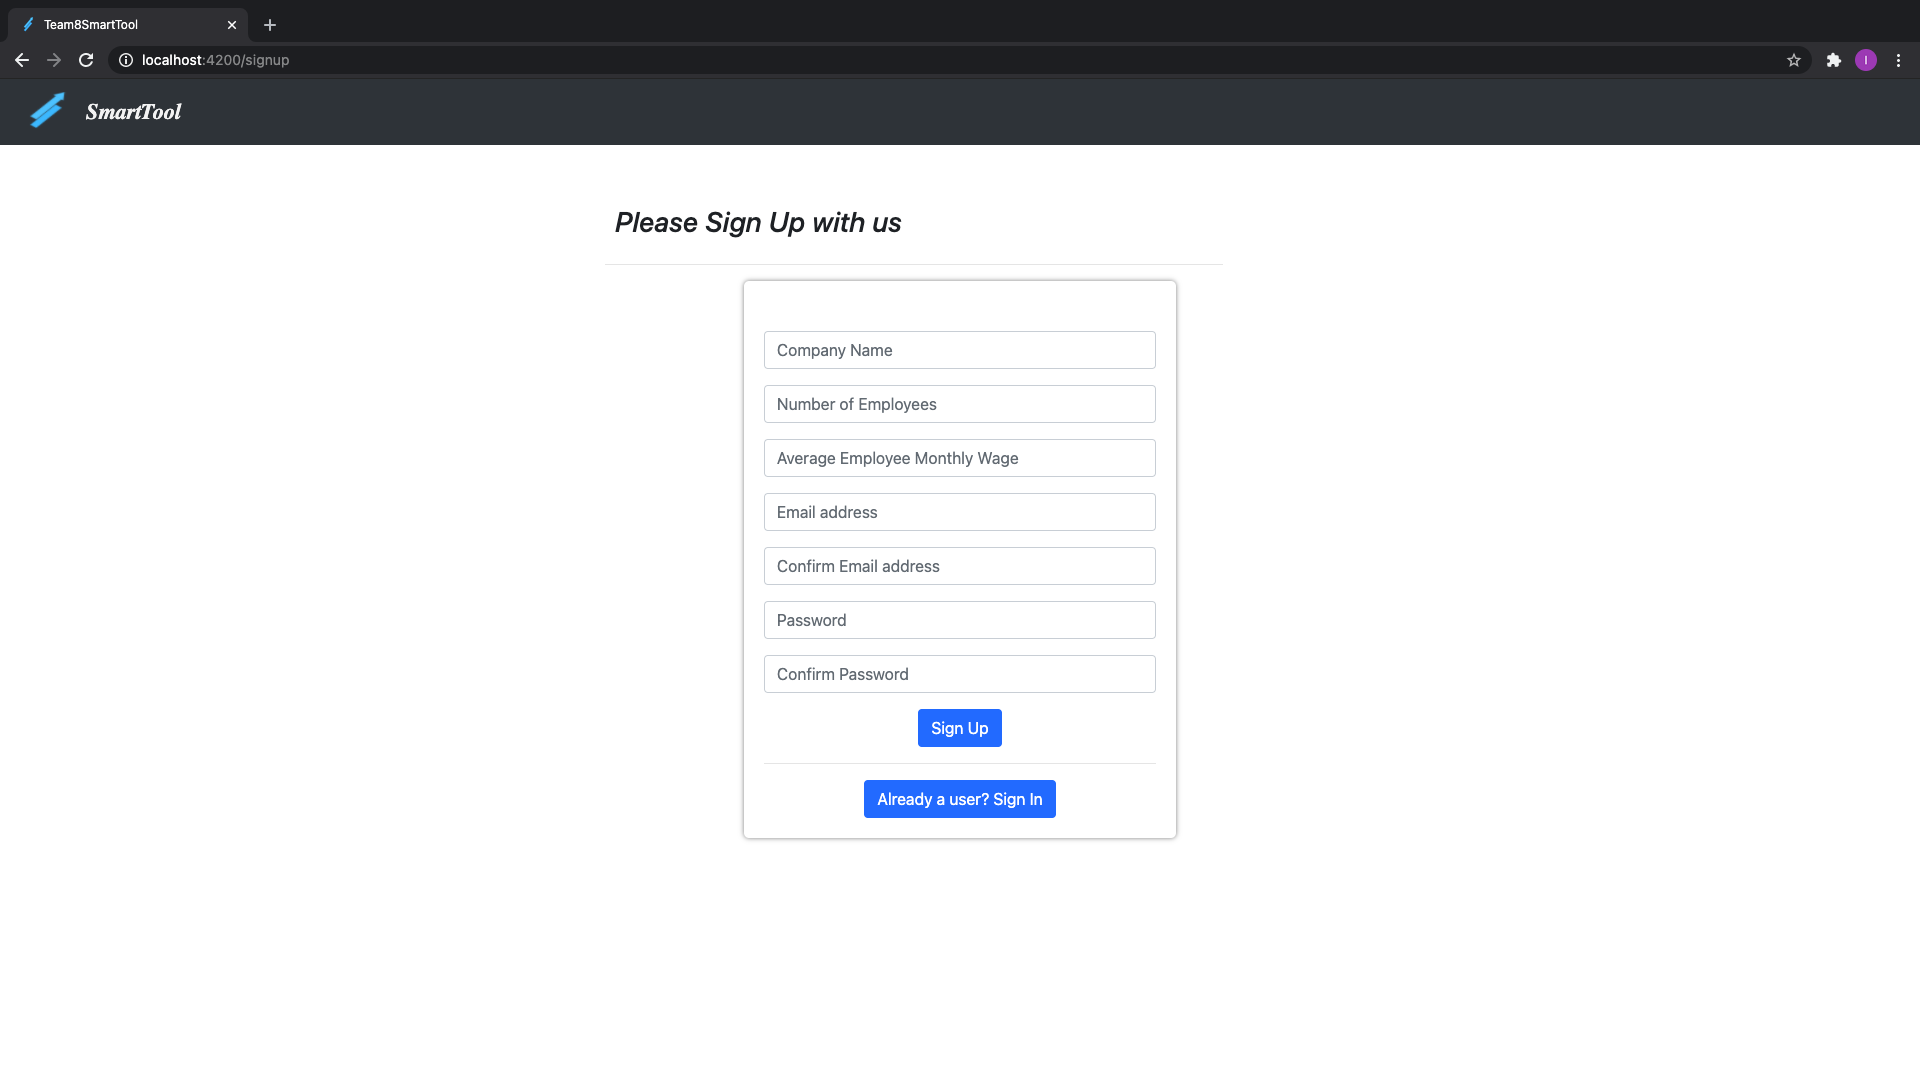 Team8SmartTool
localhost:4200/signup
I
SmartTool
Please Sign Up with us
Company Name
Number of Employees
Average Employee Monthly Wage
Email address
Confirm Email address
Password
Confirm Password
Sign Up
Already a user? Sign In